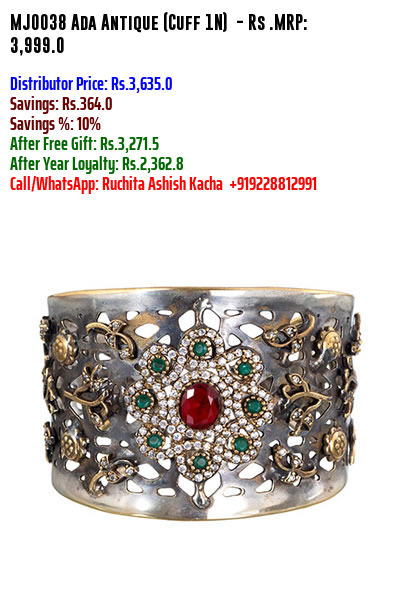 MJ0038 Ada Antique (Cuff 1N) - Rs .MRP:
3,999.0
Distributor Price: Rs.3,635.0
Savings: Rs.364.0
Savings %: 10%
After Free Gift: Rs.3,271.5
After Year Loyalty: Rs.2,362.8
Call/WhatsApp: Ruchita Ashish Kacha +919228812991